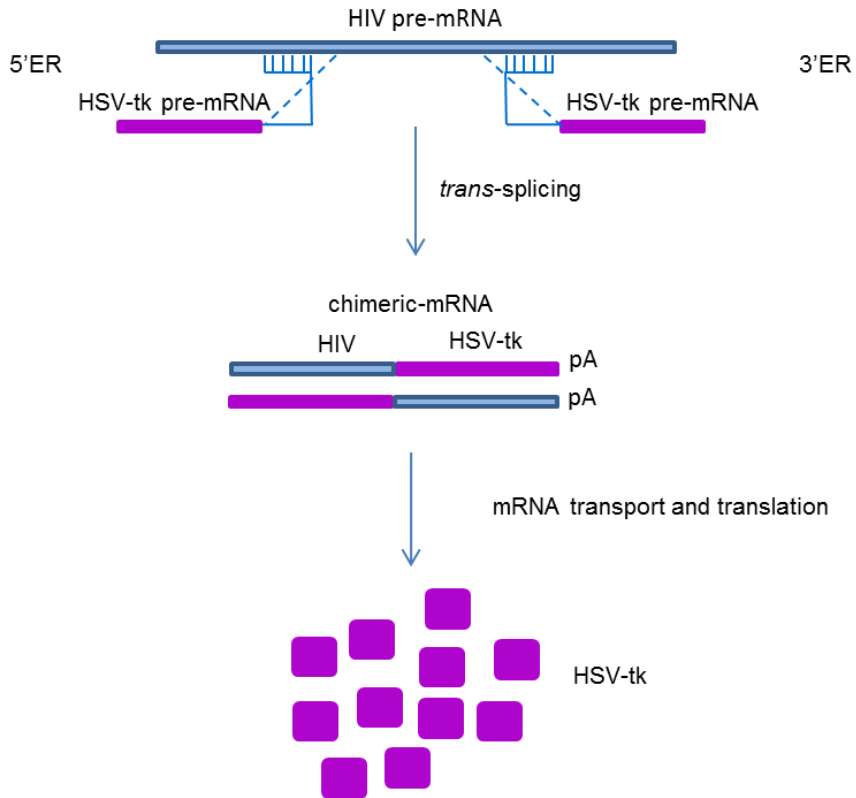 HIV pre-mRNA
5'ER
3'ER
HSV-tk pre-mRNA
HSV-tk pre-mRNA
trans-splicing
chimeric-mRNA
HIV
HSV-tk
pA
pA
mRNA transport and translation
HSV-tk